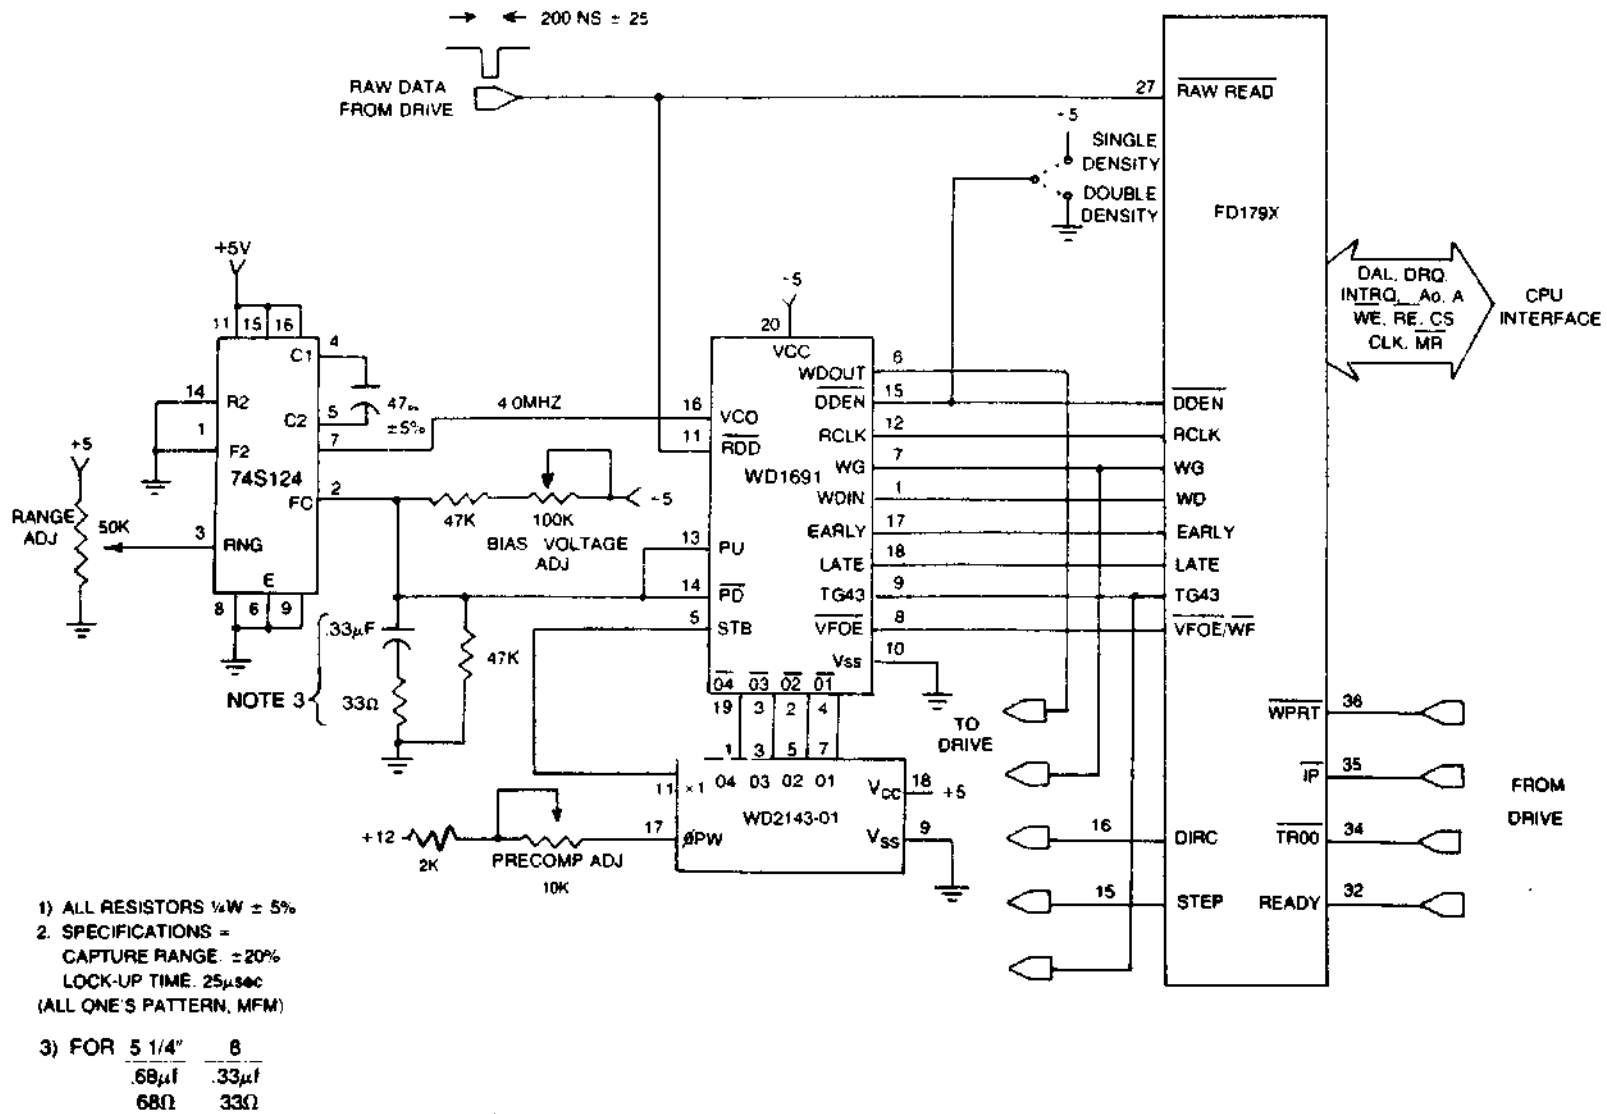 200 NS ± 25
RAW DATA
FROM DRIVE
27
RAW READ
-5
SINGLE
DENSITY
DOUBLE
DENSITY
FD179X
DAL, DRQ.
INTRQ, Ao, A
WE, RE, CS
CLK, MR
CPU
INTERFACE
+5V
11 15 16
4
C1
14
R2
47
±5%
5
C2
7
1
F2
74S124
2
FC
+5
RANGE
ADJ
50K
3
RNG
E
8 6 9
4.0MHZ
47K
100K
-5
BIAS VOLTAGE
ADJ
NOTE 3
.33µF
33Ω
47K
-5
20
VCC
16
VCO
11
RDD
WD1691
13
PU
14
PD
5
STB
WDOUT
6
DDEN
15
DDEN
RCLK
12
RCLK
WG
7
WG
WDIN
1
WD
EARLY
17
EARLY
LATE
18
LATE
TG43
9
TG43
VFOE
8
VFOE/WF
Vss
10
04 03 02 01
19 3 2 4
1 3 5 7
04 03 02 01
11 ×1
VCC
18
+5
WD2143-01
+12
2K
PRECOMP ADJ
10K
17
ØPW
VSS
9
TO
DRIVE
WPRT
36
IP
35
FROM
DRIVE
16
DIRC
TR00
34
15
STEP
READY
32
1) ALL RESISTORS ¼W ± 5%
2. SPECIFICATIONS =
CAPTURE RANGE. ±20%
LOCK-UP TIME. 25µsec
(ALL ONE'S PATTERN, MFM)
3) FOR 5 1/4" 8
.68µf .33µf
68Ω 33Ω